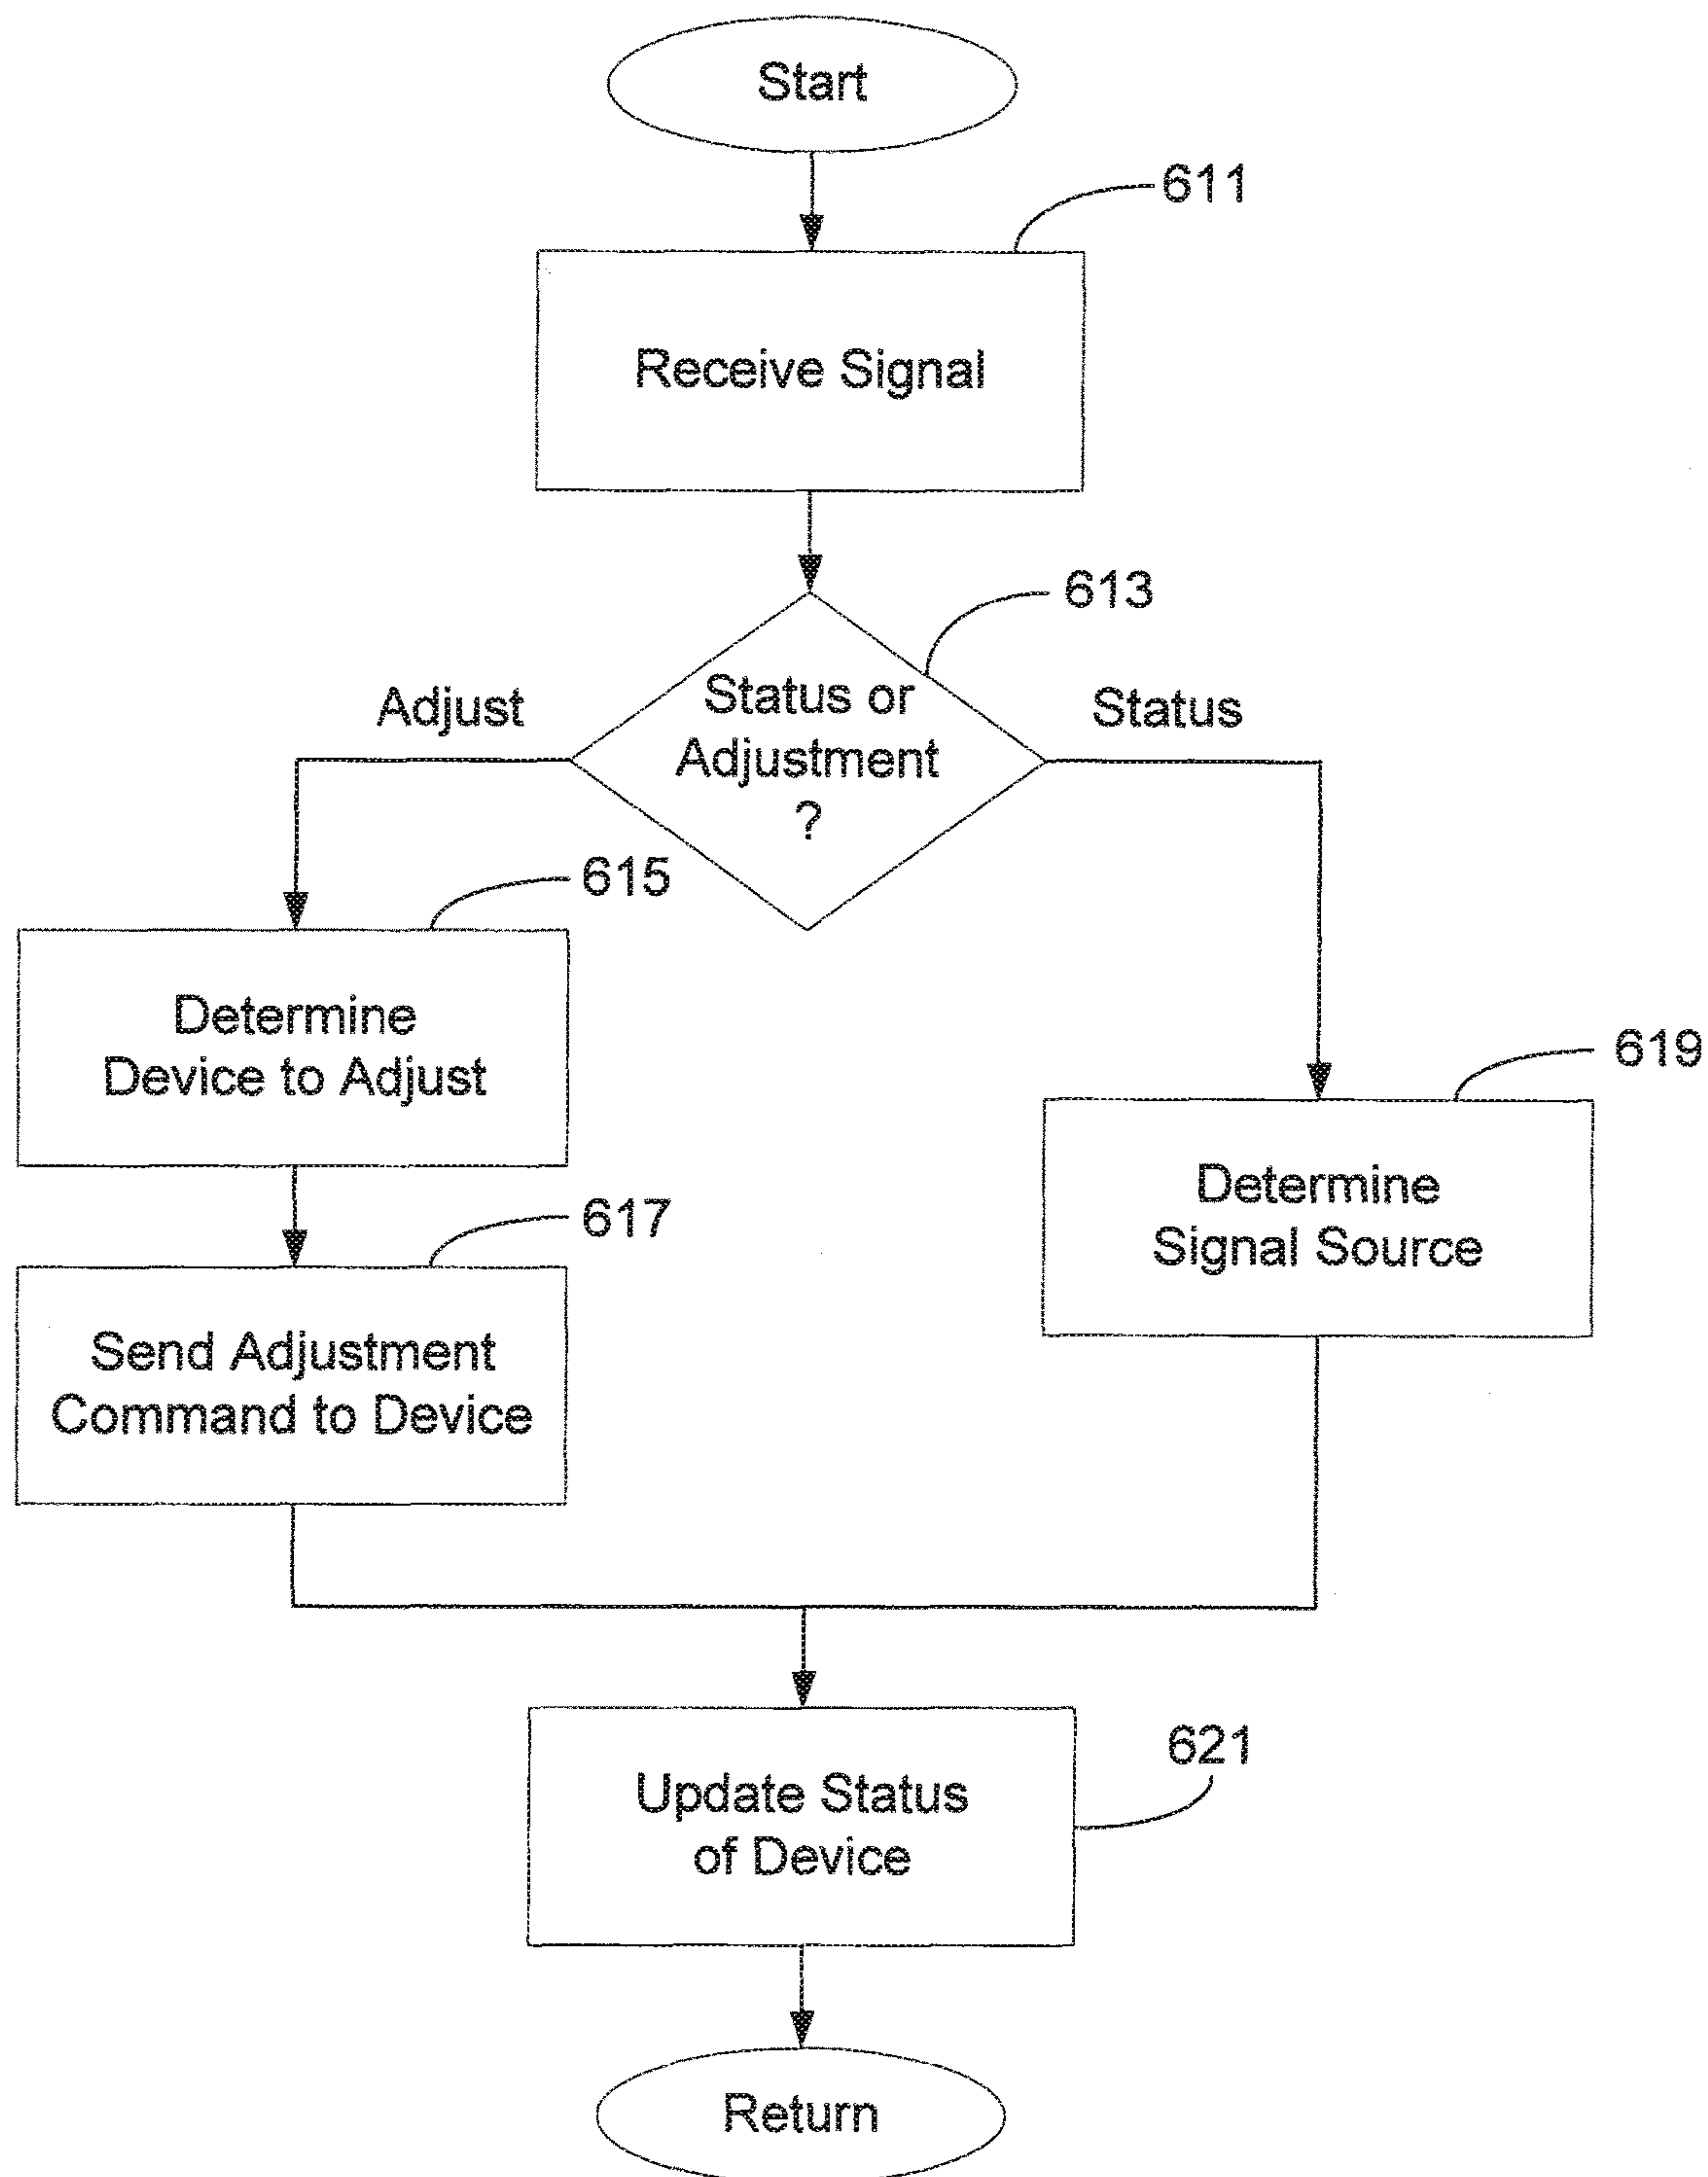 Start
611
Receive Signal
613
Adjust
Status or
Adjustment
?
Status
615
Determine
Device to Adjust
619
Determine
Signal Source
617
Send Adjustment
Command to Device
621
Update Status
of Device
Return